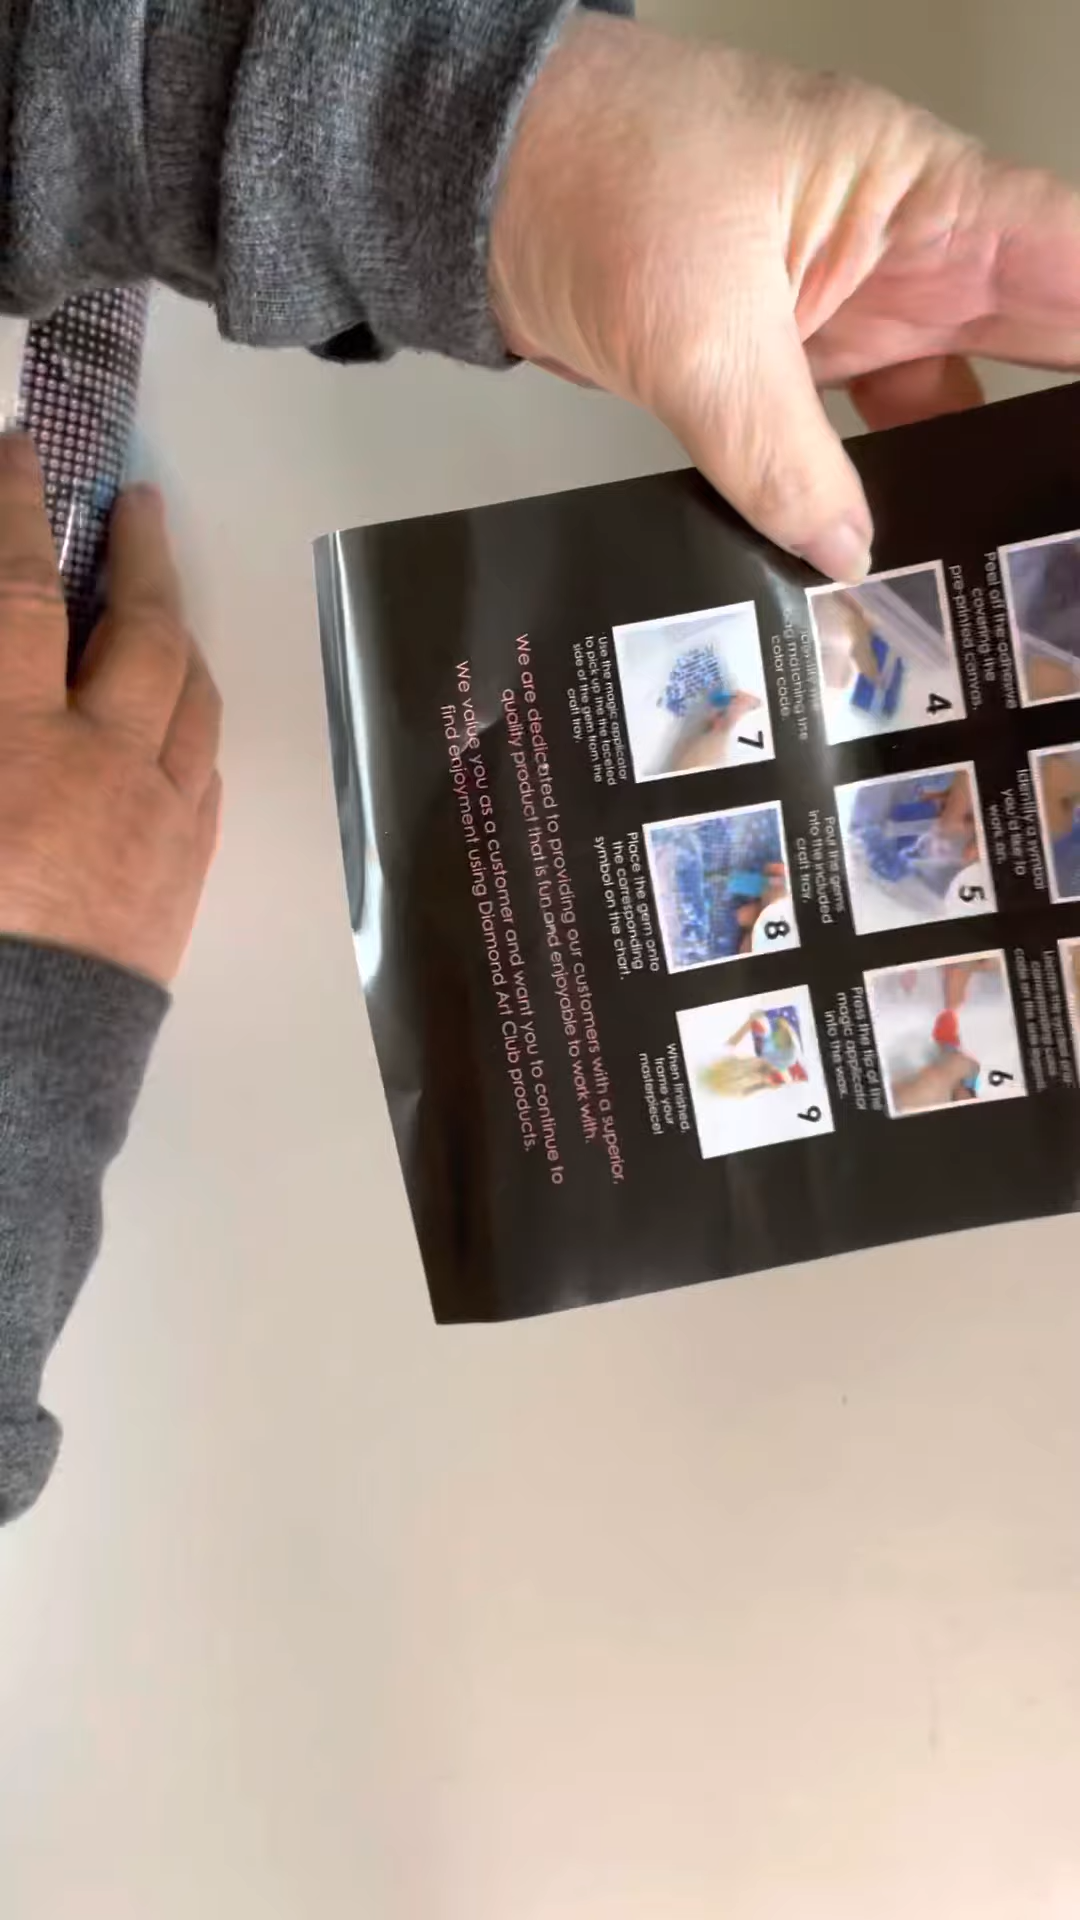 Peel off the adhesive
covering the
pre-printed canvas.
Identify a symbol
you'd like to
work on.
4
matching the
color code.
5
Pour the gems
into the included
craft tray.
6
Press the tip of the
magic applicator
into the wax.
7
Use the magic applicator
to pick up the the faceted
side of the gem from the
craft tray.
8
Place the gem onto
the corresponding
symbol on the chart.
9
When finished,
frame your
masterpiece!
We are dedicated to providing our customers with a superior,
quality product that is fun and enjoyable to work with.
We value you as a customer and want you to continue to
find enjoyment using Diamond Art Club products.